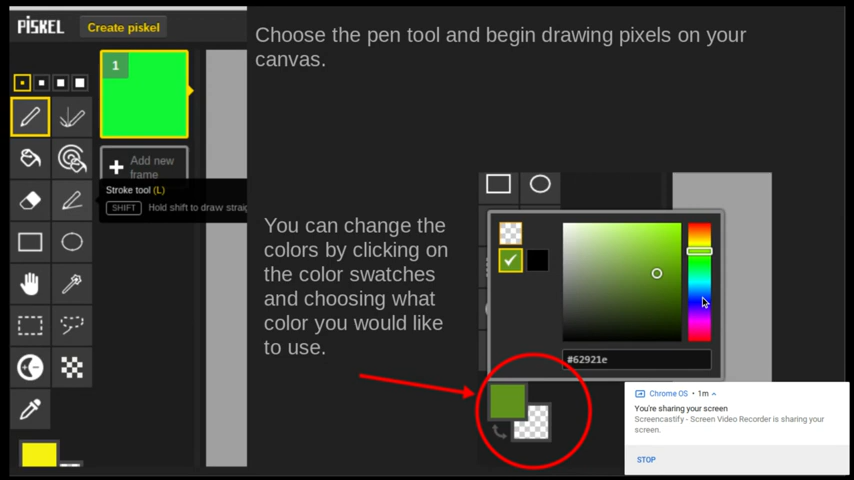 PISKEL
Create piskel
Choose the pen tool and begin drawing pixels on your
canvas.
1
Add new
frame
Stroke tool (L)
SHIFT Hold shift to draw straig
You can change the
colors by clicking on
the color swatches
and choosing what
color you would like
to use.
#62921e
Chrome OS • 1m
You're sharing your screen
Screencastify - Screen Video Recorder is sharing your
screen.
STOP